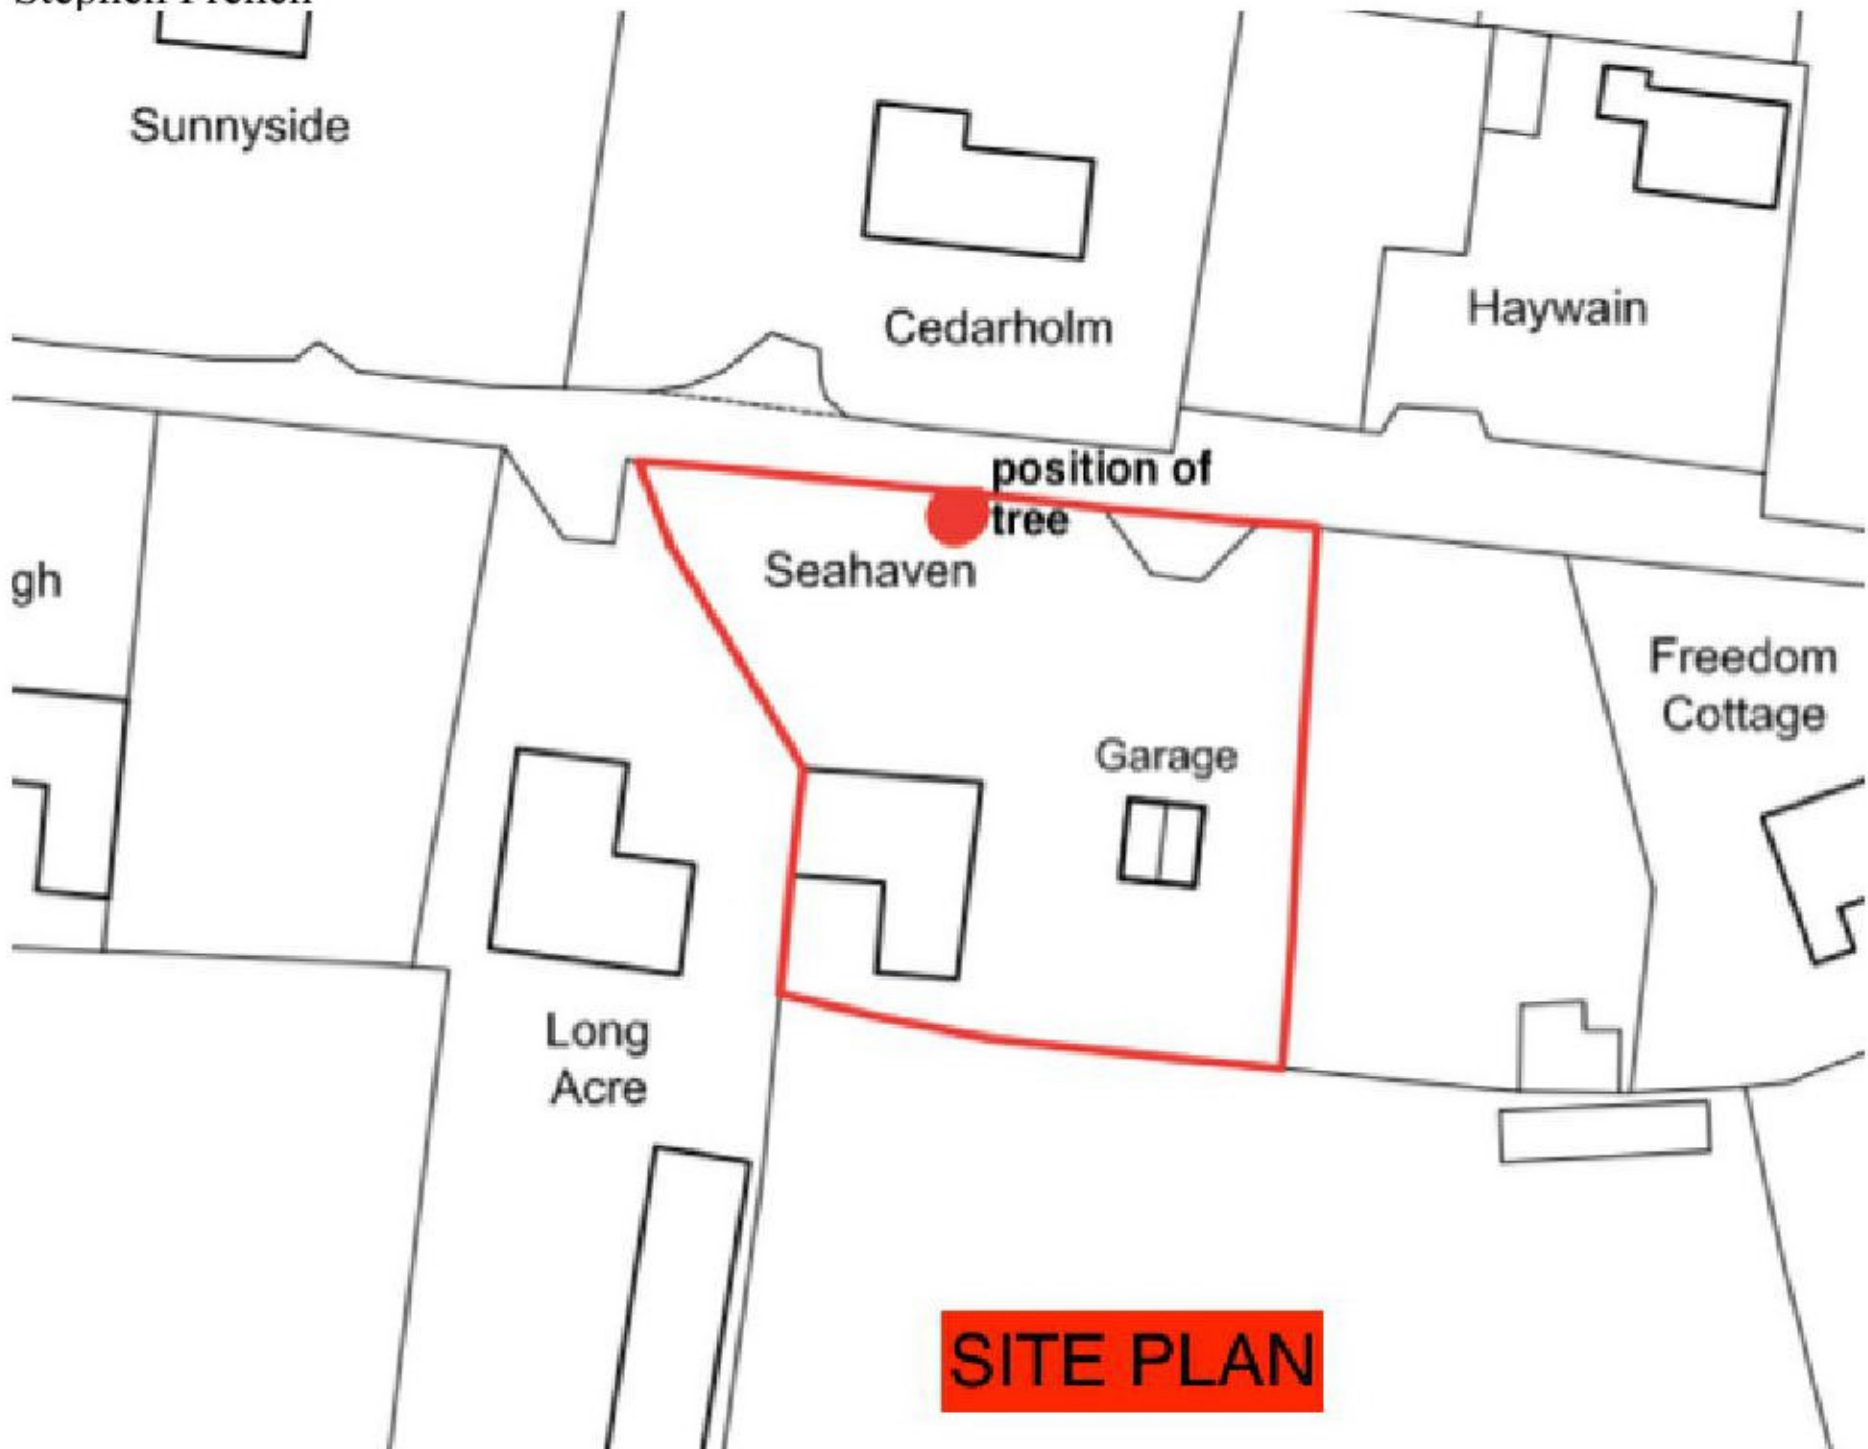 Sunnyside
Cedarholm
Haywain
position of
tree
Seahaven
gh
Freedom
Cottage
Garage
Long
Acre
SITE PLAN